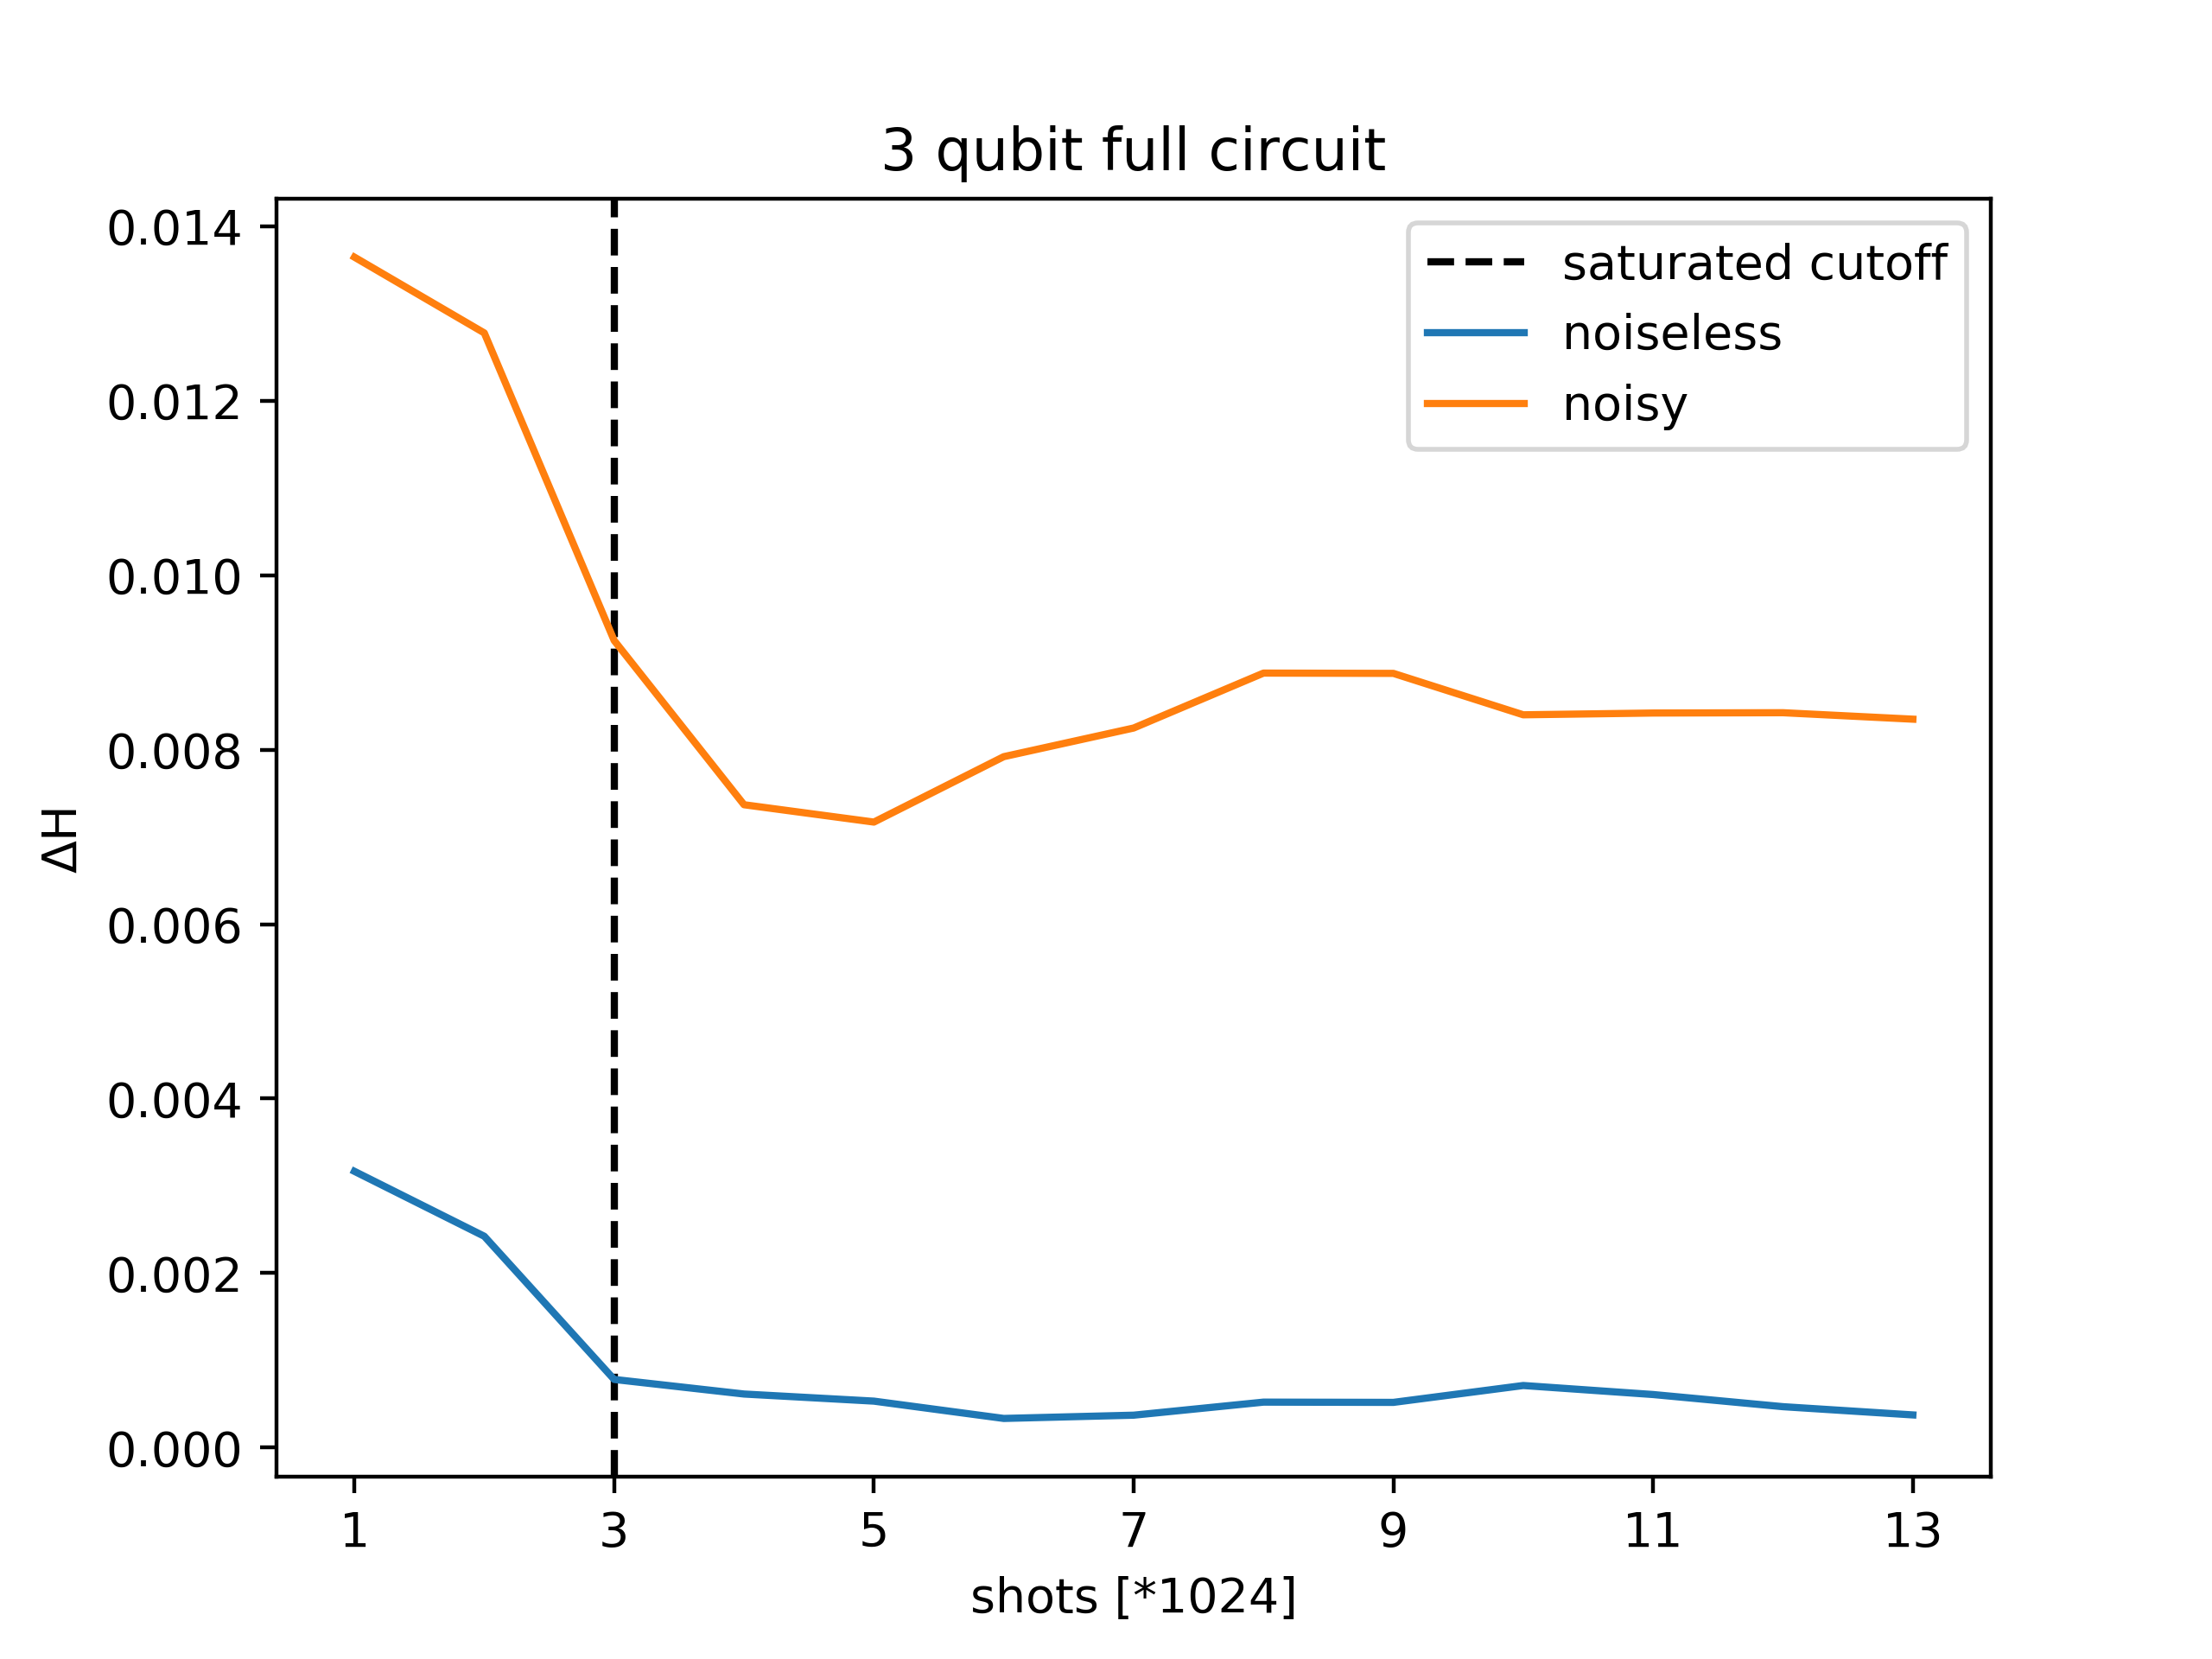 3 qubit full circuit
saturated cutoff
noiseless
noisy
0.014
0.012
0.010
0.008
0.006
0.004
0.002
0.000
ΔH
1 3 5 7 9 11 13
shots [*1024]